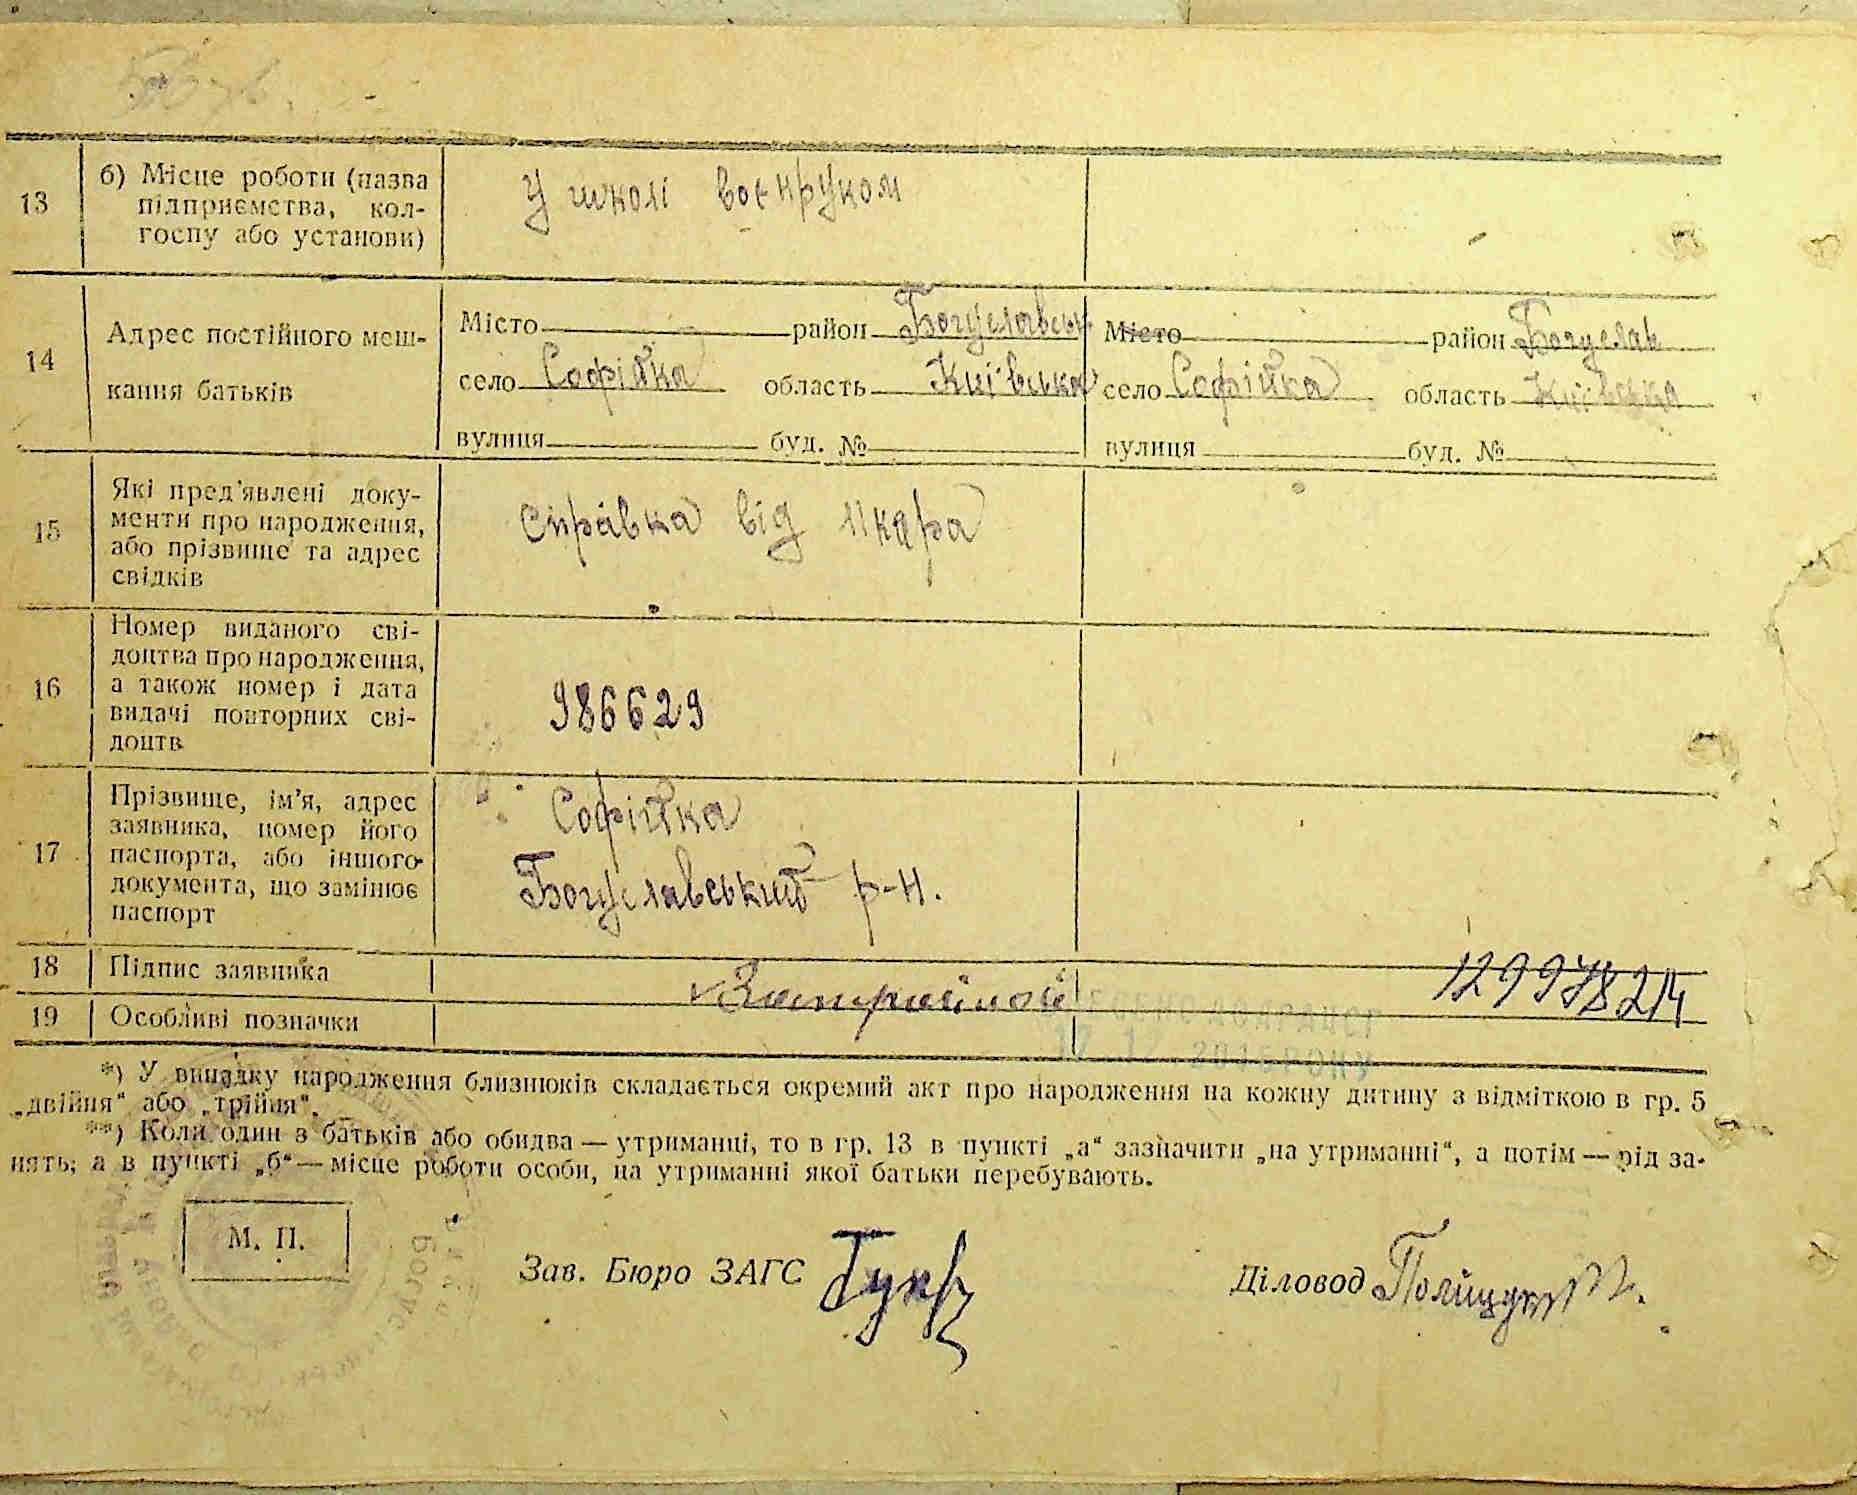 13
б) Місце роботи (назва
підприємства, кол-
госпу або установи)
у школі воєнруком
14
Адрес постійного меш-
кання батьків
Місто район Богуславськ
село Софійка область Київська
вулиця буд. №
Місто район Богуслав
село Софійка область Київська
вулиця буд. №
15
Які пред'явлені доку-
менти про народження,
або прізвище та адрес
свідків
Справка від
16
Номер виданого сві-
доцтва про народження,
а також номер і дата
видачі повторних сві-
доцтв
986629
17
Прізвище, ім'я, адрес
заявника, номер його
паспорта, або іншого
документа, що замінює
паспорт
Софійка
Богуславський р-н.
18
Підпис заявника
19
Особливі позначки
*) У випадку народження близнюків складається окремий акт про народження на кожну дитину з відміткою в гр. 5
„двійня“ або „трійня“.
**) Коли один з батьків або обидва — утриманці, то в гр. 13 в пункті „а“ зазначити „на утриманні“, а потім — рід за-
нять; а в пункті „б“ — місце роботи особи, на утриманні якої батьки перебувають.
М. П.
Зав. Бюро ЗАГС
Діловод